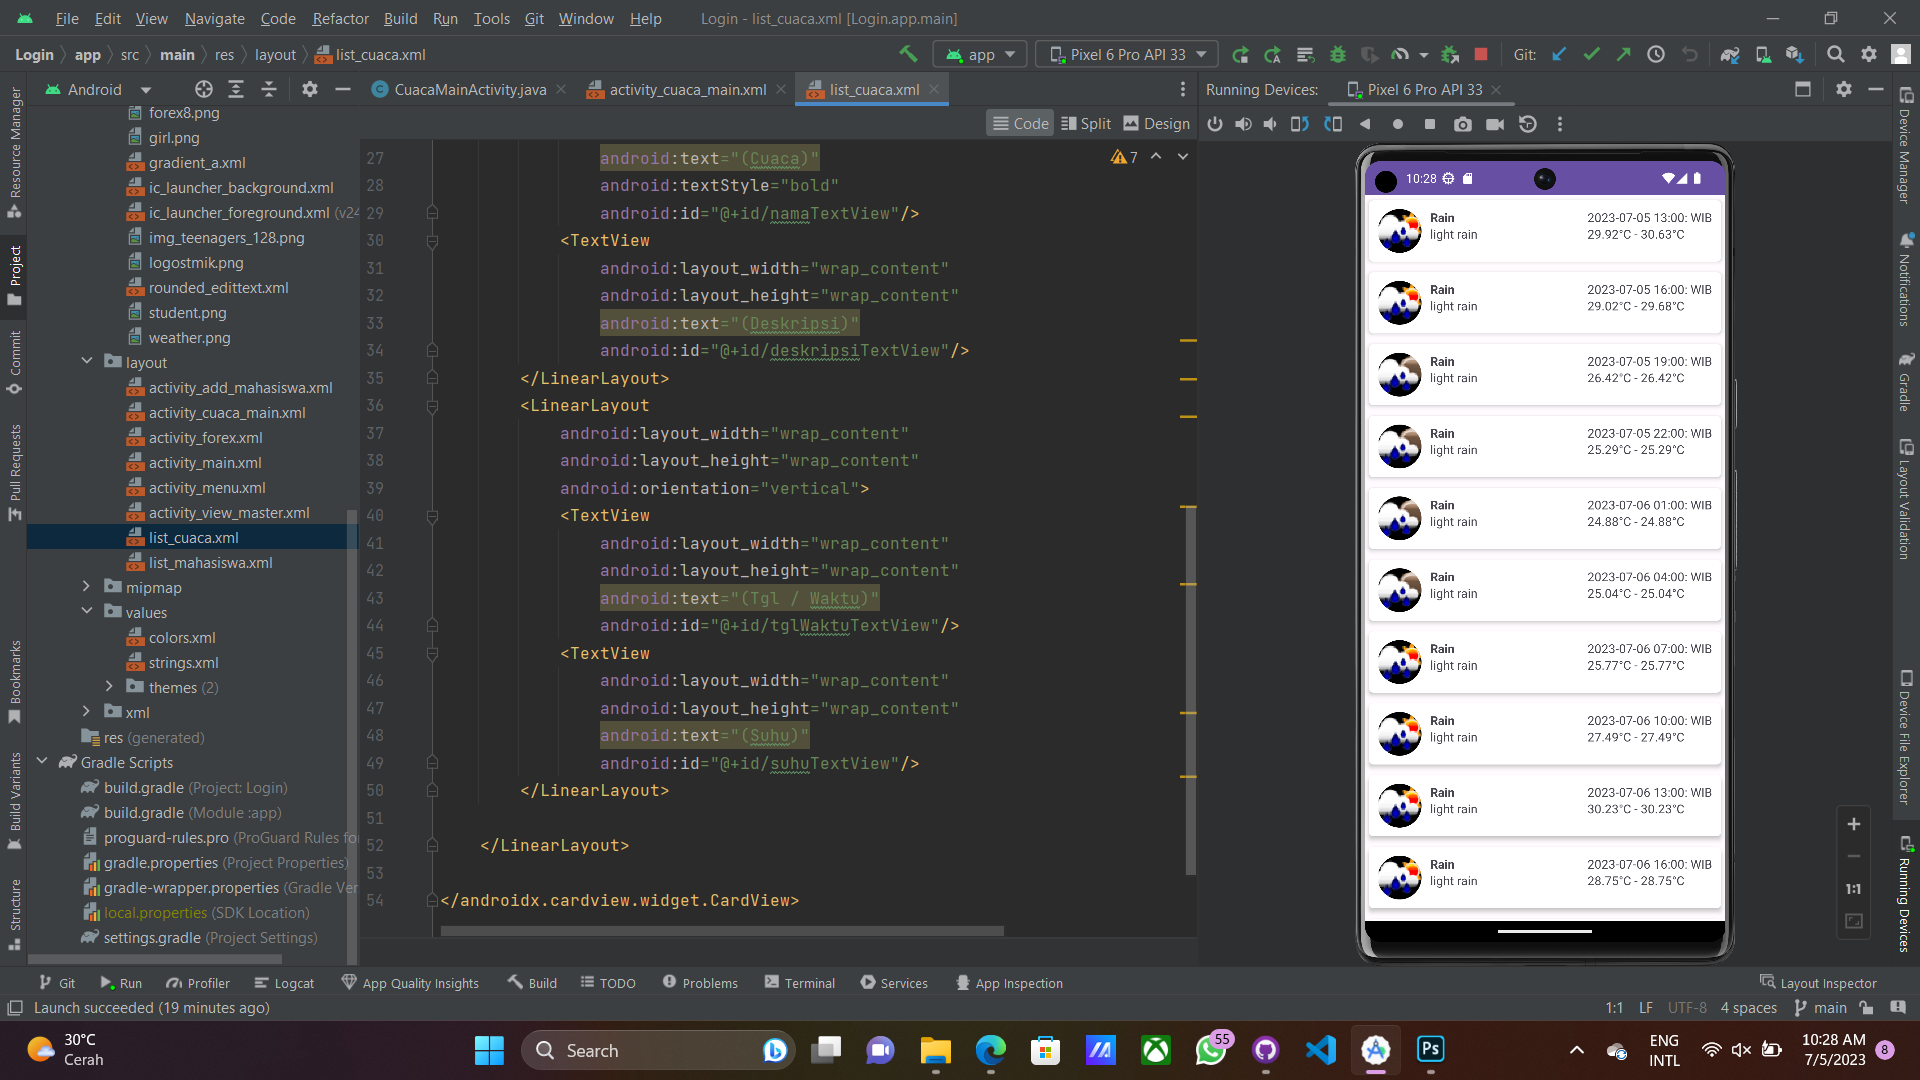 File Edit View Navigate Code Refactor Build Run Tools Git Window Help Login - list_cuaca.xml [Login.app.main]
Login app src main res layout list_cuaca.xml app Pixel 6 Pro API 33 Git:
Android CuacaMainActivity.java activity_cuaca_main.xml list_cuaca.xml Running Devices: Pixel 6 Pro API 33
Code Split Design
Resource Manager
Project
Commit
Pull Requests
Bookmarks
Build Variants
Structure
forex8.png
girl.png
gradient_a.xml
ic_launcher_background.xml
ic_launcher_foreground.xml (v24
img_teenagers_128.png
logostmik.png
rounded_edittext.xml
student.png
weather.png
layout
activity_add_mahasiswa.xml
activity_cuaca_main.xml
activity_forex.xml
activity_main.xml
activity_menu.xml
activity_view_master.xml
list_cuaca.xml
list_mahasiswa.xml
mipmap
values
colors.xml
strings.xml
themes (2)
xml
res (generated)
Gradle Scripts
build.gradle (Project: Login)
build.gradle (Module :app)
proguard-rules.pro (ProGuard Rules for
gradle.properties (Project Properties)
gradle-wrapper.properties (Gradle Ver
local.properties (SDK Location)
settings.gradle (Project Settings)
7
27 android:text="(Cuaca)"
28 android:textStyle="bold"
29 android:id="@+id/namaTextView"/>
30 <TextView
31 android:layout_width="wrap_content"
32 android:layout_height="wrap_content"
33 android:text="(Deskripsi)"
34 android:id="@+id/deskripsiTextView"/>
35 </LinearLayout>
36 <LinearLayout
37 android:layout_width="wrap_content"
38 android:layout_height="wrap_content"
39 android:orientation="vertical">
40 <TextView
41 android:layout_width="wrap_content"
42 android:layout_height="wrap_content"
43 android:text="(Tgl / Waktu)"
44 android:id="@+id/tglWaktuTextView"/>
45 <TextView
46 android:layout_width="wrap_content"
47 android:layout_height="wrap_content"
48 android:text="(Suhu)"
49 android:id="@+id/suhuTextView"/>
50 </LinearLayout>
51
52 </LinearLayout>
53
54 </androidx.cardview.widget.CardView>
10:28
Rain 2023-07-05 13:00: WIB
light rain 29.92°C - 30.63°C
Rain 2023-07-05 16:00: WIB
light rain 29.02°C - 29.68°C
Rain 2023-07-05 19:00: WIB
light rain 26.42°C - 26.42°C
Rain 2023-07-05 22:00: WIB
light rain 25.29°C - 25.29°C
Rain 2023-07-06 01:00: WIB
light rain 24.88°C - 24.88°C
Rain 2023-07-06 04:00: WIB
light rain 25.04°C - 25.04°C
Rain 2023-07-06 07:00: WIB
light rain 25.77°C - 25.77°C
Rain 2023-07-06 10:00: WIB
light rain 27.49°C - 27.49°C
Rain 2023-07-06 13:00: WIB
light rain 30.23°C - 30.23°C
Rain 2023-07-06 16:00: WIB
light rain 28.75°C - 28.75°C
1:1
Device Manager
Notifications
Gradle
Layout Validation
Device File Explorer
Running Devices
Git Run Profiler Logcat App Quality Insights Build TODO Problems Terminal Services App Inspection Layout Inspector
Launch succeeded (19 minutes ago) 1:1 LF UTF-8 4 spaces main
30°C
Cerah
Search
55
Ps
ENG
INTL
10:28 AM
7/5/2023
8